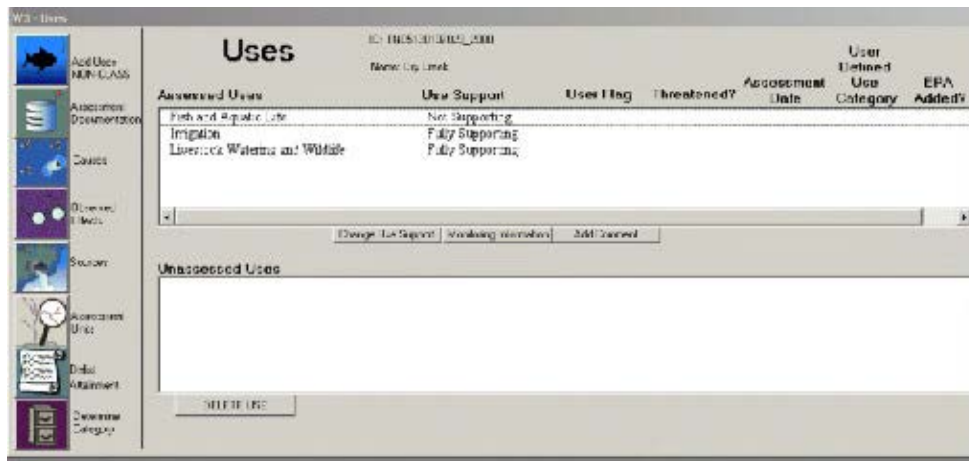 Uses
ID:
Name: Dry Creek
Add Uses
NON-CLASS
Assessment
Documentation
Causes
Observed
Effects
Sources
Assessment
Units
Delist
Attainment
Determine
Category
Assessed Uses
Use Support
User Flag
Threatened?
Assessment
Date
User
Defined
Use
Category
EPA
Added?
Fish and Aquatic Life Not Supporting
Irrigation Fully Supporting
Livestock Watering and Wildlife Fully Supporting
Change Use Support Monitoring Information Add Comment
Unassessed Uses
DELETE USE